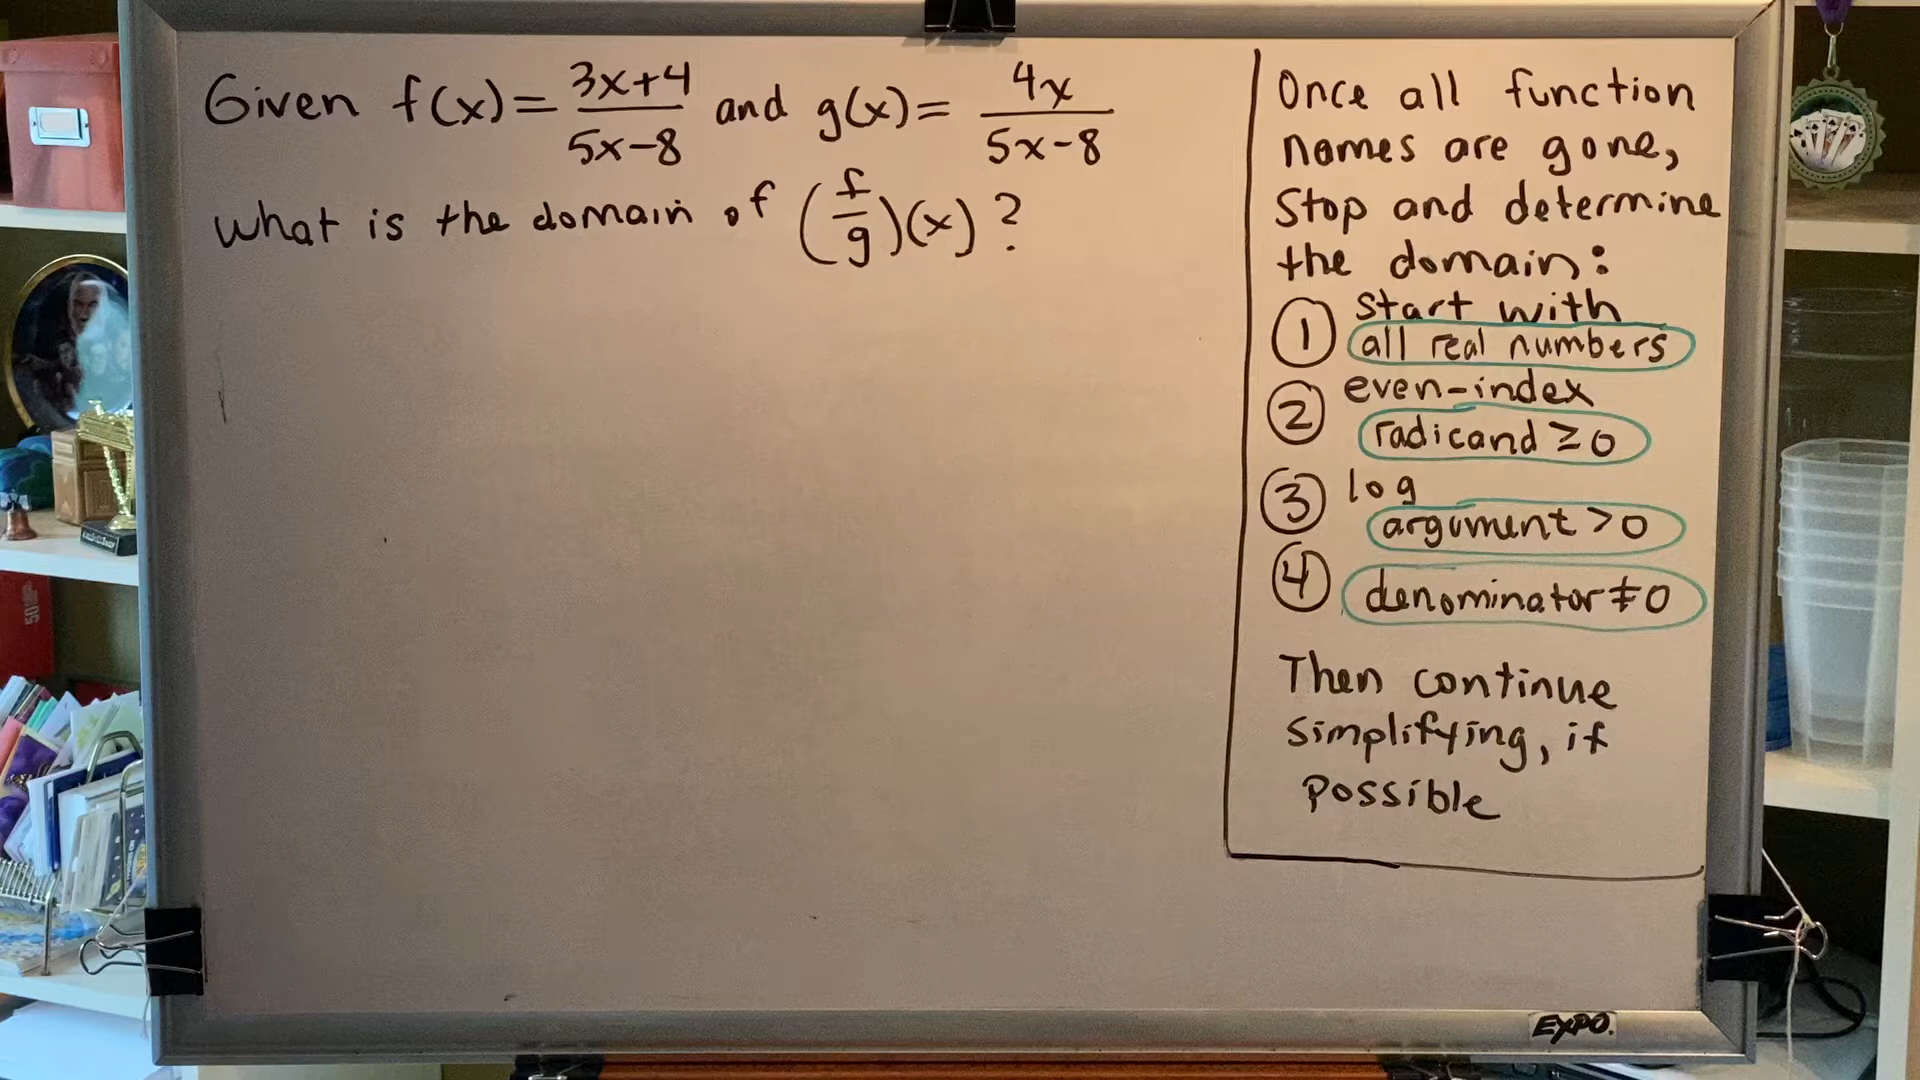 Given f(x) = 3x+4 / 5x-8 and g(x) = 4x / 5x-8
what is the domain of (f/g)(x)?
Once all function
names are gone,
Stop and determine
the domain:
① start with
all real numbers
② even-index
radicand ≥ 0
③ log
argument > 0
④ denominator ≠ 0
Then continue
simplifying, if
possible
EXPO.
50